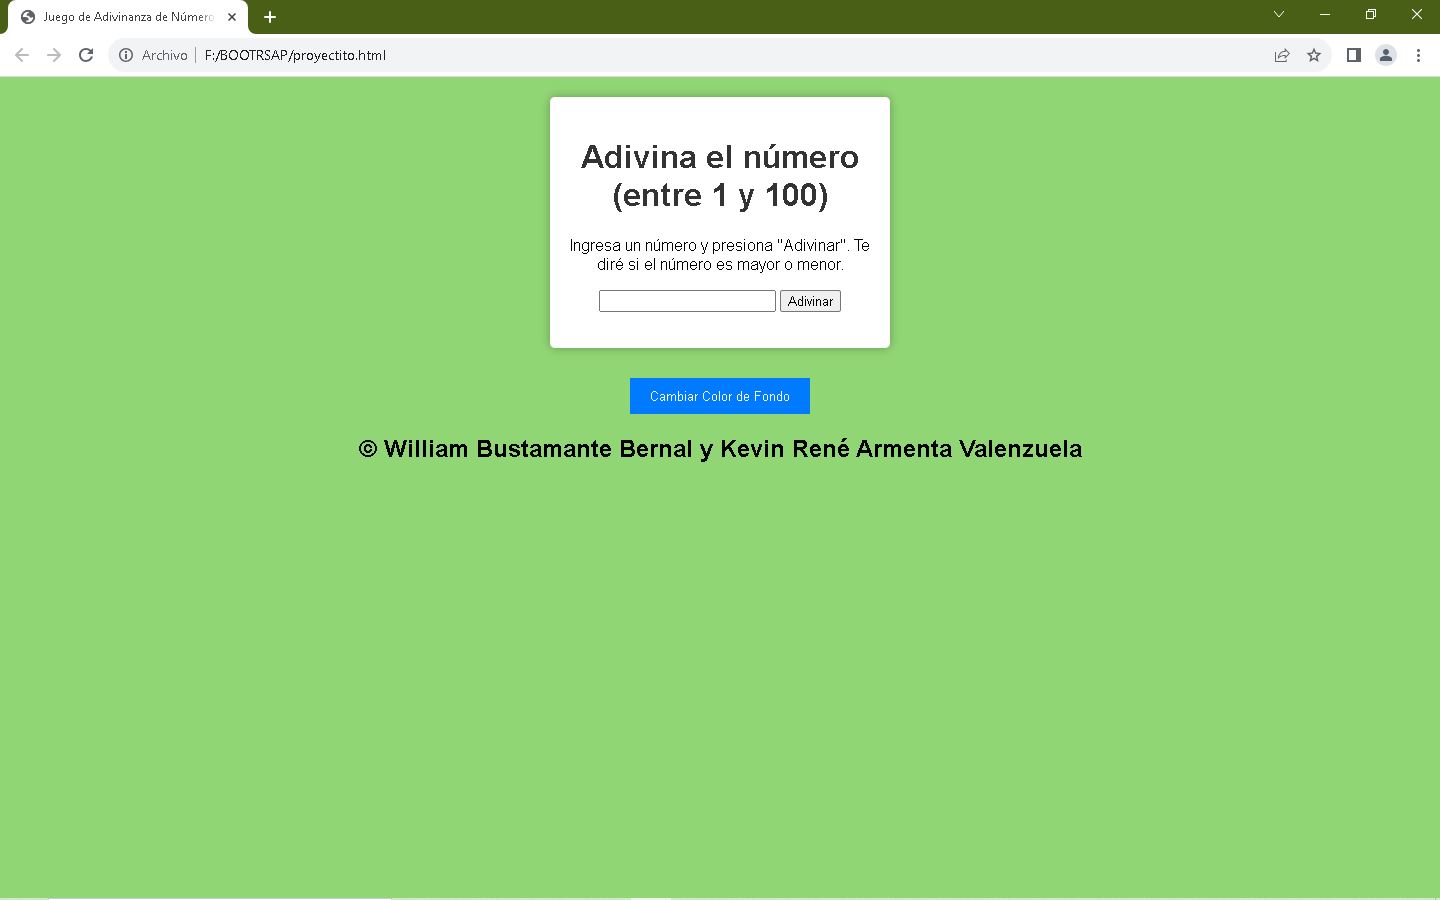 Juego de Adivinanza de Número
Archivo F:/BOOTRSAP/proyectito.html
Adivina el número
(entre 1 y 100)
Ingresa un número y presiona "Adivinar". Te
diré si el número es mayor o menor.
Adivinar
Cambiar Color de Fondo
© William Bustamante Bernal y Kevin René Armenta Valenzuela